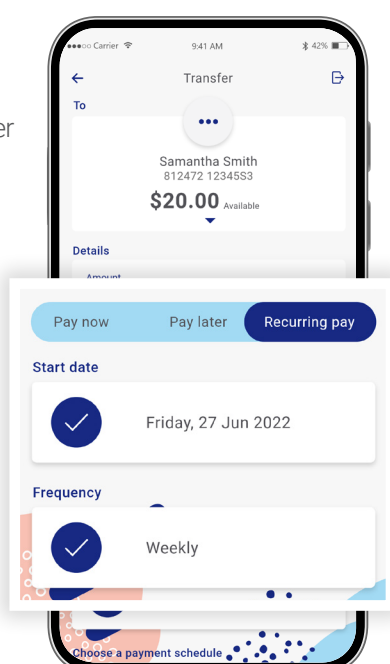 er
Carrier 9:41 AM 42%
Transfer
To
Samantha Smith
812472 12345S3
$20.00 Available
Details
Amount
Pay now Pay later Recurring pay
Start date
Friday, 27 Jun 2022
Frequency
Weekly
Choose a payment schedule